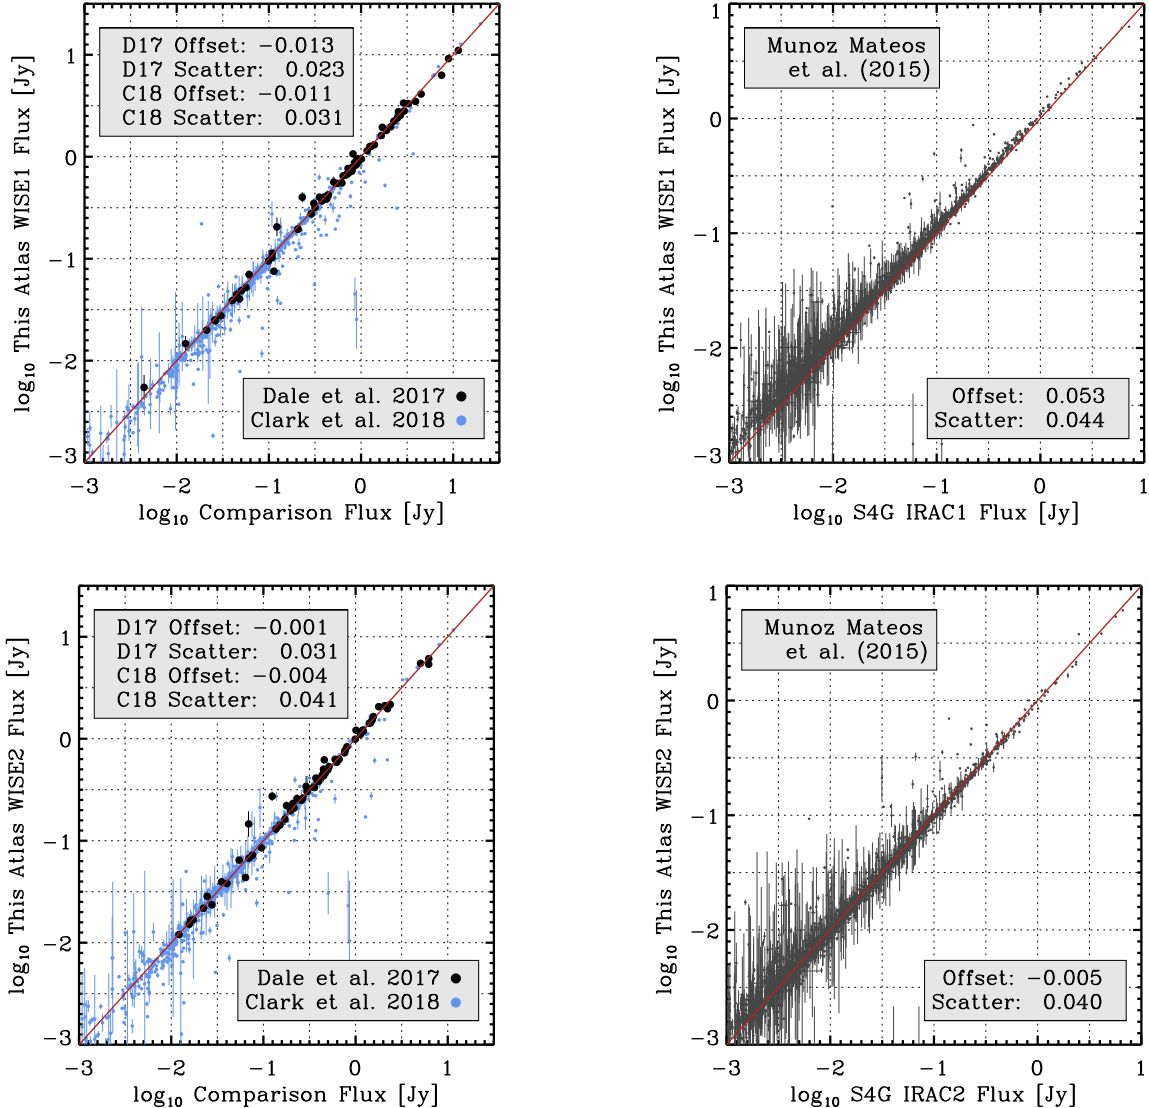 D17 Offset: −0.013
D17 Scatter: 0.023
C18 Offset: −0.011
C18 Scatter: 0.031
Dale et al. 2017
Clark et al. 2018
1
0
−1
−2
−3
−3 −2 −1 0 1
log10 This Atlas WISE1 Flux [Jy]
log10 Comparison Flux [Jy]
Munoz Mateos
et al. (2015)
Offset: 0.053
Scatter: 0.044
1
0
−1
−2
−3
−3 −2 −1 0 1
log10 This Atlas WISE1 Flux [Jy]
log10 S4G IRAC1 Flux [Jy]
D17 Offset: −0.001
D17 Scatter: 0.031
C18 Offset: −0.004
C18 Scatter: 0.041
Dale et al. 2017
Clark et al. 2018
1
0
−1
−2
−3
−3 −2 −1 0 1
log10 This Atlas WISE2 Flux [Jy]
log10 Comparison Flux [Jy]
Munoz Mateos
et al. (2015)
Offset: −0.005
Scatter: 0.040
1
0
−1
−2
−3
−3 −2 −1 0 1
log10 This Atlas WISE2 Flux [Jy]
log10 S4G IRAC2 Flux [Jy]